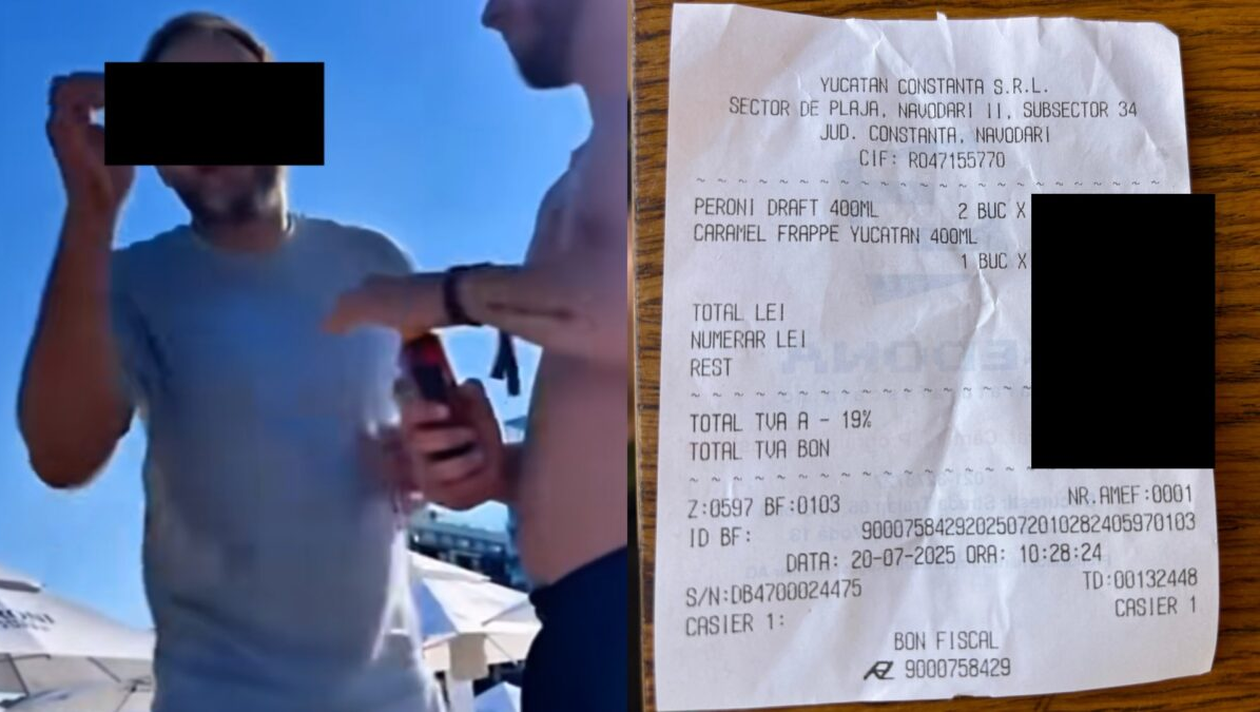 YUCATAN CONSTANTA S.R.L.
SECTOR DE PLAJA, NAVODARI II, SUBSECTOR 34
JUD. CONSTANTA, NAVODARI
CIF: RO47155770
PERONI DRAFT 400ML 2 BUC X
CARAMEL FRAPPE YUCATAN 400ML
1 BUC X
TOTAL LEI
NUMERAR LEI
REST
TOTAL TVA A - 19%
TOTAL TVA BON
Z:0597 BF:0103 NR.AMEF:0001
ID BF: 90007584292025072010282405970103
DATA: 20-07-2025 ORA: 10:28:24
S/N:DB4700024475 TD:00132448
CASIER 1: CASIER 1
BON FISCAL
9000758429